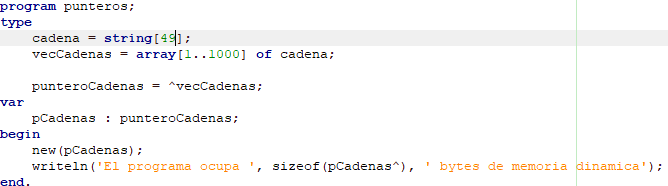 program punteros;
type
    cadena = string[49];
    vecCadenas = array[1..1000] of cadena;

    punteroCadenas = ^vecCadenas;
var
    pCadenas : punteroCadenas;
begin
    new(pCadenas);
    writeln('El programa ocupa ', sizeof(pCadenas^), ' bytes de memoria dinamica');
end.